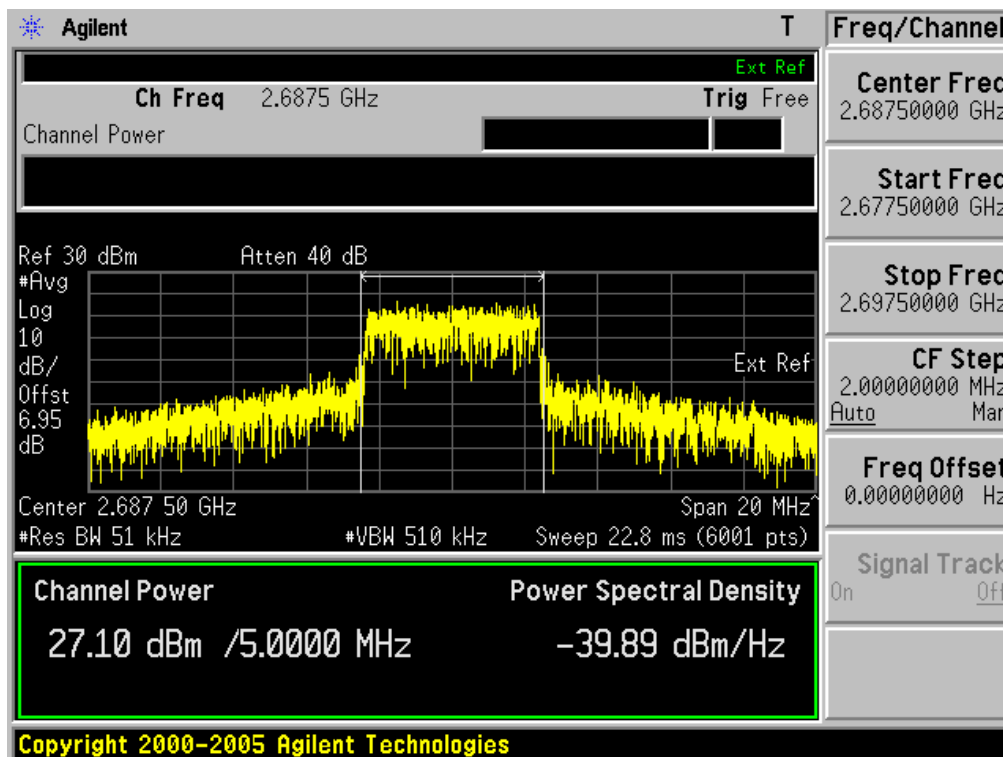 Agilent T Freq/Channel
Ext Ref
Ch Freq 2.6875 GHz Trig Free
Channel Power
Center Freq
2.68750000 GHz
Start Freq
2.67750000 GHz
Stop Freq
2.69750000 GHz
CF Step
2.00000000 MHz
Auto Man
Freq Offset
0.00000000 Hz
Signal Track
On Off
Ref 30 dBm Atten 40 dB
#Avg
Log
10
dB/
Offst
6.95
dB
Ext Ref
Center 2.687 50 GHz Span 20 MHz^
#Res BW 51 kHz #VBW 510 kHz Sweep 22.8 ms (6001 pts)
Channel Power Power Spectral Density
27.10 dBm /5.0000 MHz -39.89 dBm/Hz
Copyright 2000-2005 Agilent Technologies